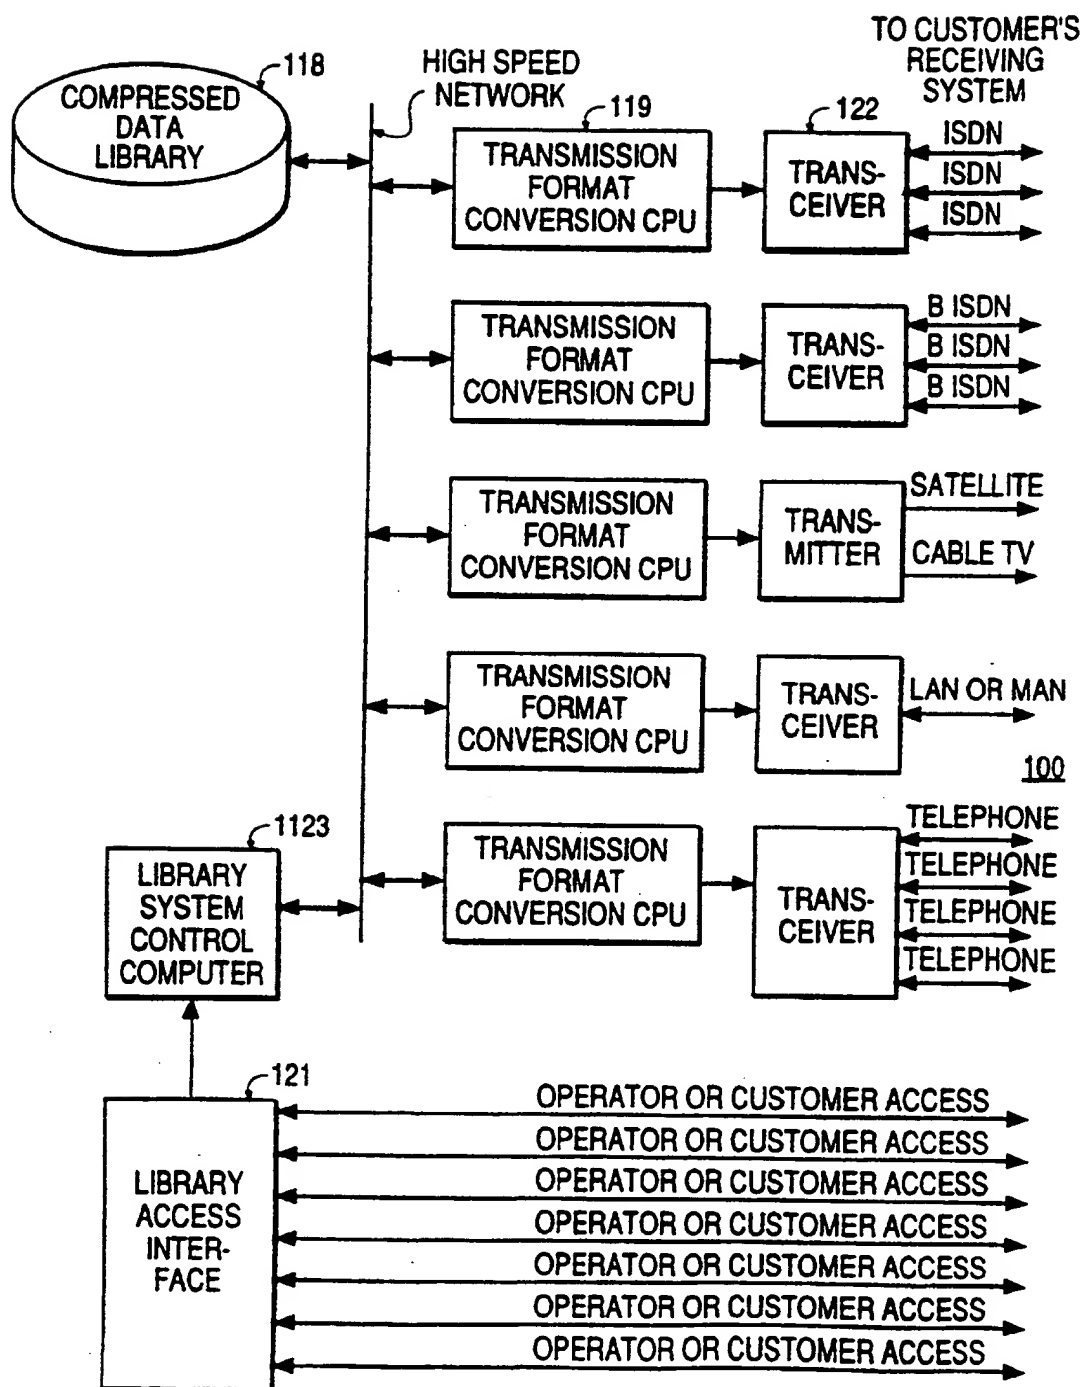 TO CUSTOMER'S
RECEIVING
SYSTEM
118
COMPRESSED
DATA
LIBRARY
HIGH SPEED
NETWORK
119
TRANSMISSION
FORMAT
CONVERSION CPU
122
TRANS-
CEIVER
ISDN
ISDN
ISDN
TRANSMISSION
FORMAT
CONVERSION CPU
TRANS-
CEIVER
B ISDN
B ISDN
B ISDN
TRANSMISSION
FORMAT
CONVERSION CPU
TRANS-
MITTER
SATELLITE
CABLE TV
TRANSMISSION
FORMAT
CONVERSION CPU
TRANS-
CEIVER
LAN OR MAN
100
1123
LIBRARY
SYSTEM
CONTROL
COMPUTER
TRANSMISSION
FORMAT
CONVERSION CPU
TRANS-
CEIVER
TELEPHONE
TELEPHONE
TELEPHONE
TELEPHONE
121
LIBRARY
ACCESS
INTER-
FACE
OPERATOR OR CUSTOMER ACCESS
OPERATOR OR CUSTOMER ACCESS
OPERATOR OR CUSTOMER ACCESS
OPERATOR OR CUSTOMER ACCESS
OPERATOR OR CUSTOMER ACCESS
OPERATOR OR CUSTOMER ACCESS
OPERATOR OR CUSTOMER ACCESS